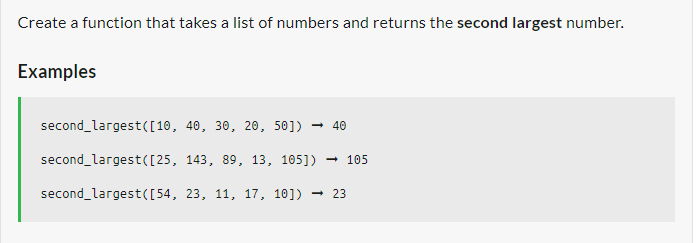 Create a function that takes a list of numbers and returns the second largest number.
Examples
second_largest([10, 40, 30, 20, 50]) ➞ 40
second_largest([25, 143, 89, 13, 105]) ➞ 105
second_largest([54, 23, 11, 17, 10]) ➞ 23